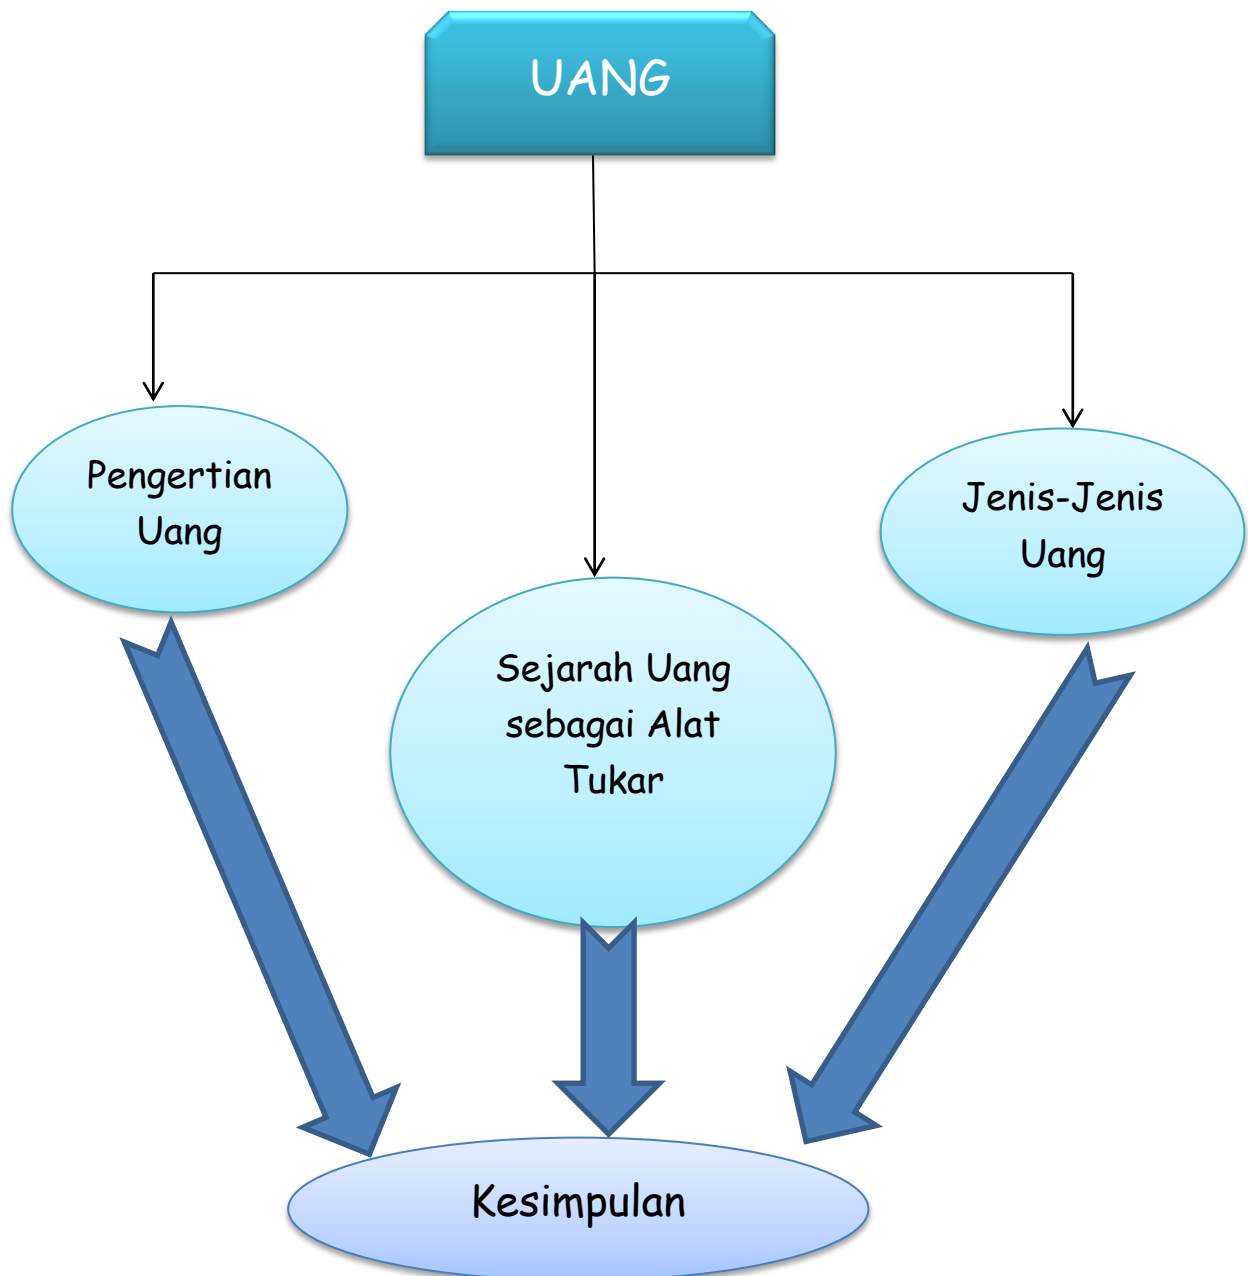 UANG
Pengertian
Uang
Sejarah Uang
sebagai Alat
Tukar
Jenis-Jenis
Uang
Kesimpulan